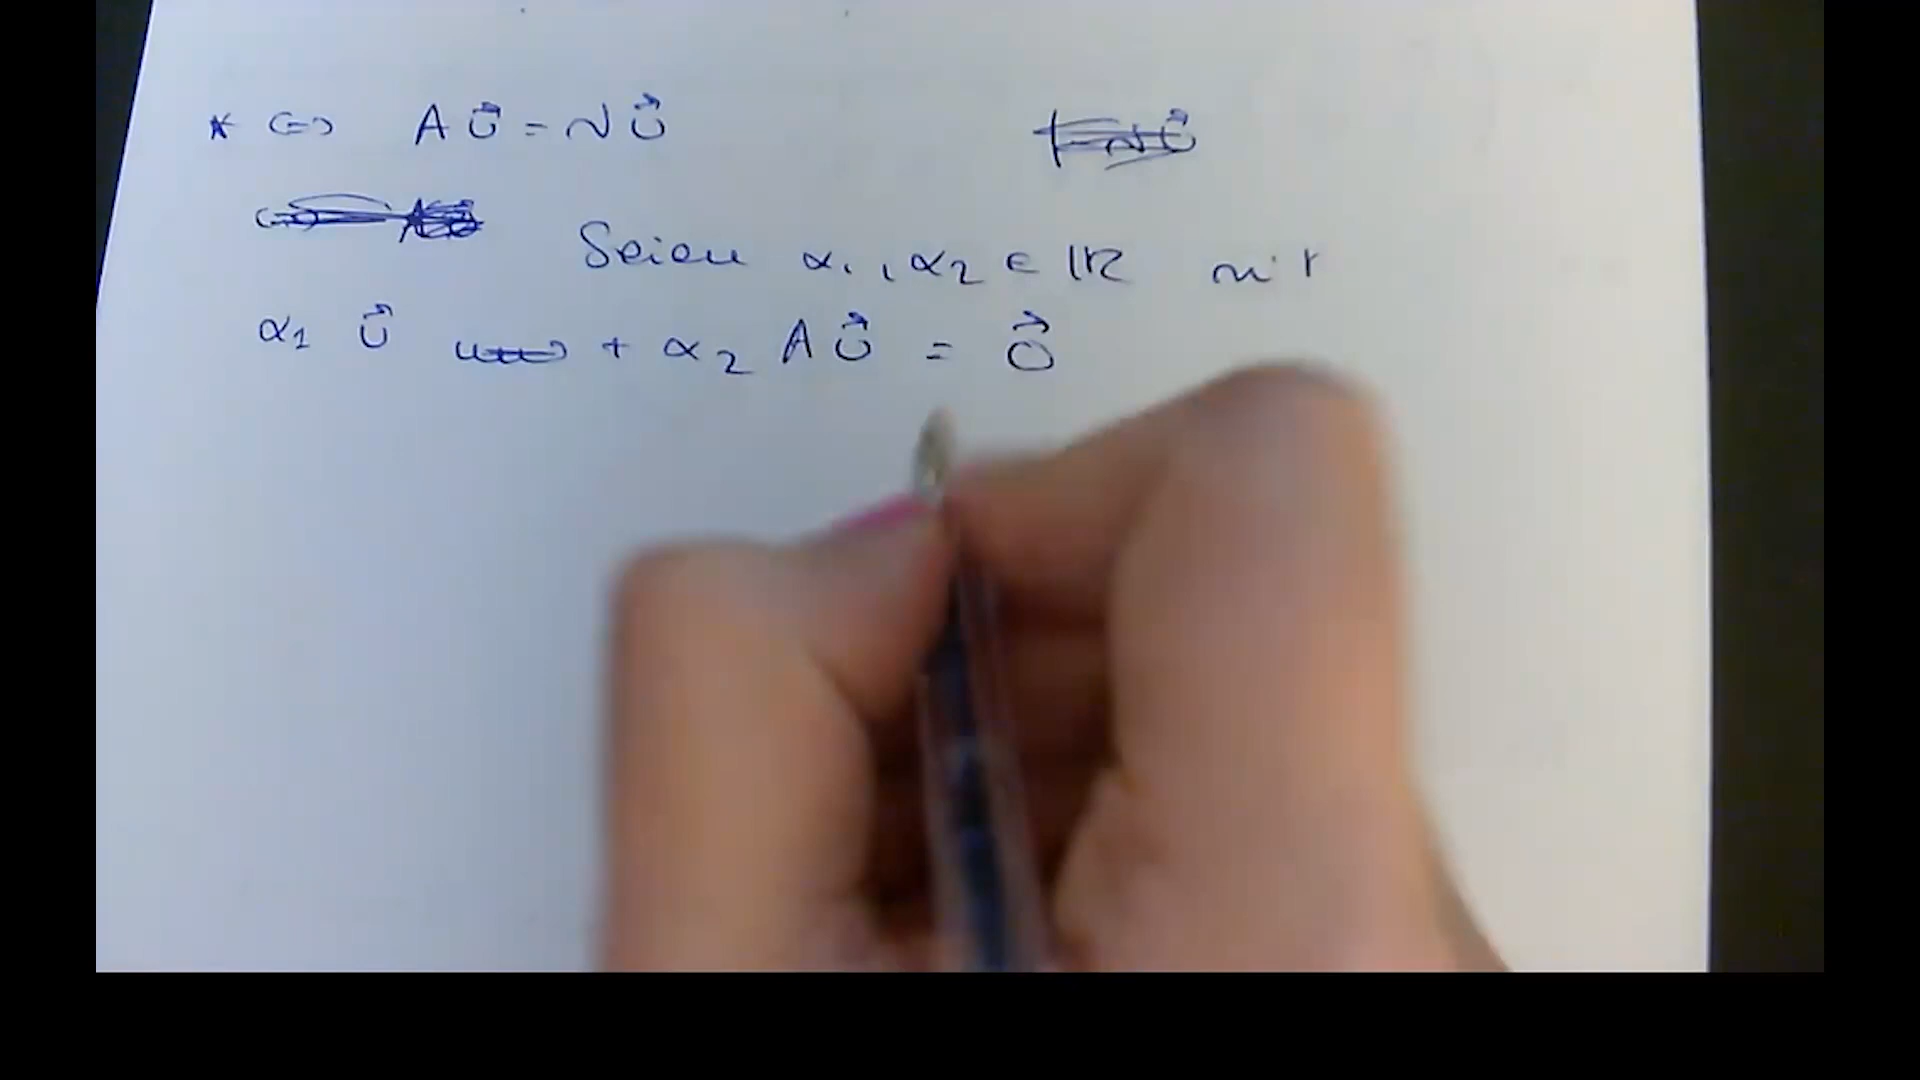 * ⇔ A v⃗ = λ v⃗
Seien α₁, α₂ ∈ ℝ mit
α₁ v⃗ + α₂ A v⃗ = 0⃗